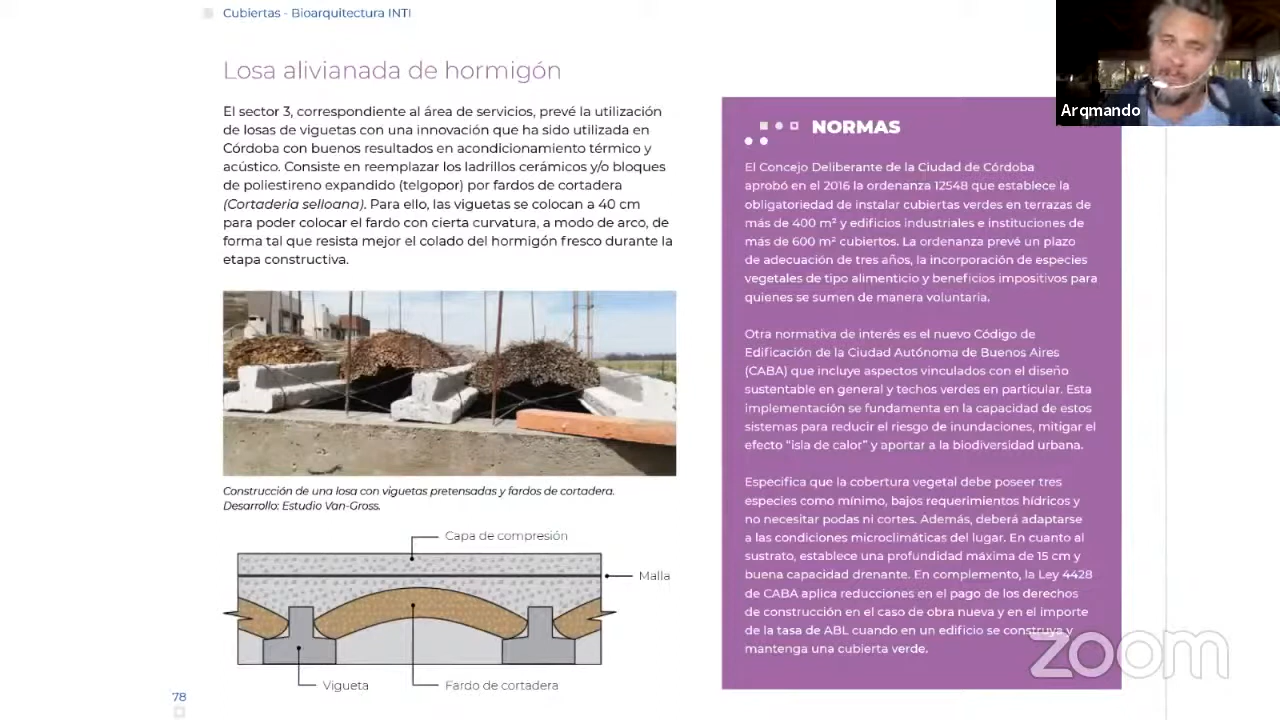 Cubiertas - Bioarquitectura INTI
Losa alivianada de hormigón
El sector 3, correspondiente al área de servicios, prevé la utilización
de losas de viguetas con una innovación que ha sido utilizada en
Córdoba con buenos resultados en acondicionamiento térmico y
acústico. Consiste en reemplazar los ladrillos cerámicos y/o bloques
de poliestireno expandido (telgopor) por fardos de cortadera
(Cortaderia selloana). Para ello, las viguetas se colocan a 40 cm
para poder colocar el fardo con cierta curvatura, a modo de arco, de
forma tal que resista mejor el colado del hormigón fresco durante la
etapa constructiva.
Construcción de una losa con viguetas pretensadas y fardos de cortadera.
Desarrollo: Estudio Van-Gross.
Capa de compresión
Malla
Vigueta
Fardo de cortadera
78
NORMAS
El Concejo Deliberante de la Ciudad de Córdoba
aprobó en el 2016 la ordenanza 12548 que establece la
obligatoriedad de instalar cubiertas verdes en terrazas de
más de 400 m² y edificios industriales e instituciones de
más de 600 m² cubiertos. La ordenanza prevé un plazo
de adecuación de tres años, la incorporación de especies
vegetales de tipo alimenticio y beneficios impositivos para
quienes se sumen de manera voluntaria.
Otra normativa de interés es el nuevo Código de
Edificación de la Ciudad Autónoma de Buenos Aires
(CABA) que incluye aspectos vinculados con el diseño
sustentable en general y techos verdes en particular. Esta
implementación se fundamenta en la capacidad de estos
sistemas para reducir el riesgo de inundaciones, mitigar el
efecto “isla de calor” y aportar a la biodiversidad urbana.
Especifica que la cobertura vegetal debe poseer tres
especies como mínimo, bajos requerimientos hídricos y
no necesitar podas ni cortes. Además, deberá adaptarse
a las condiciones microclimáticas del lugar. En cuanto al
sustrato, establece una profundidad máxima de 15 cm y
buena capacidad drenante. En complemento, la Ley 4428
de CABA aplica reducciones en el pago de los derechos
de construcción en el caso de obra nueva y en el importe
de la tasa de ABL cuando en un edificio se construya y
mantenga una cubierta verde.
Arqmando
zoom